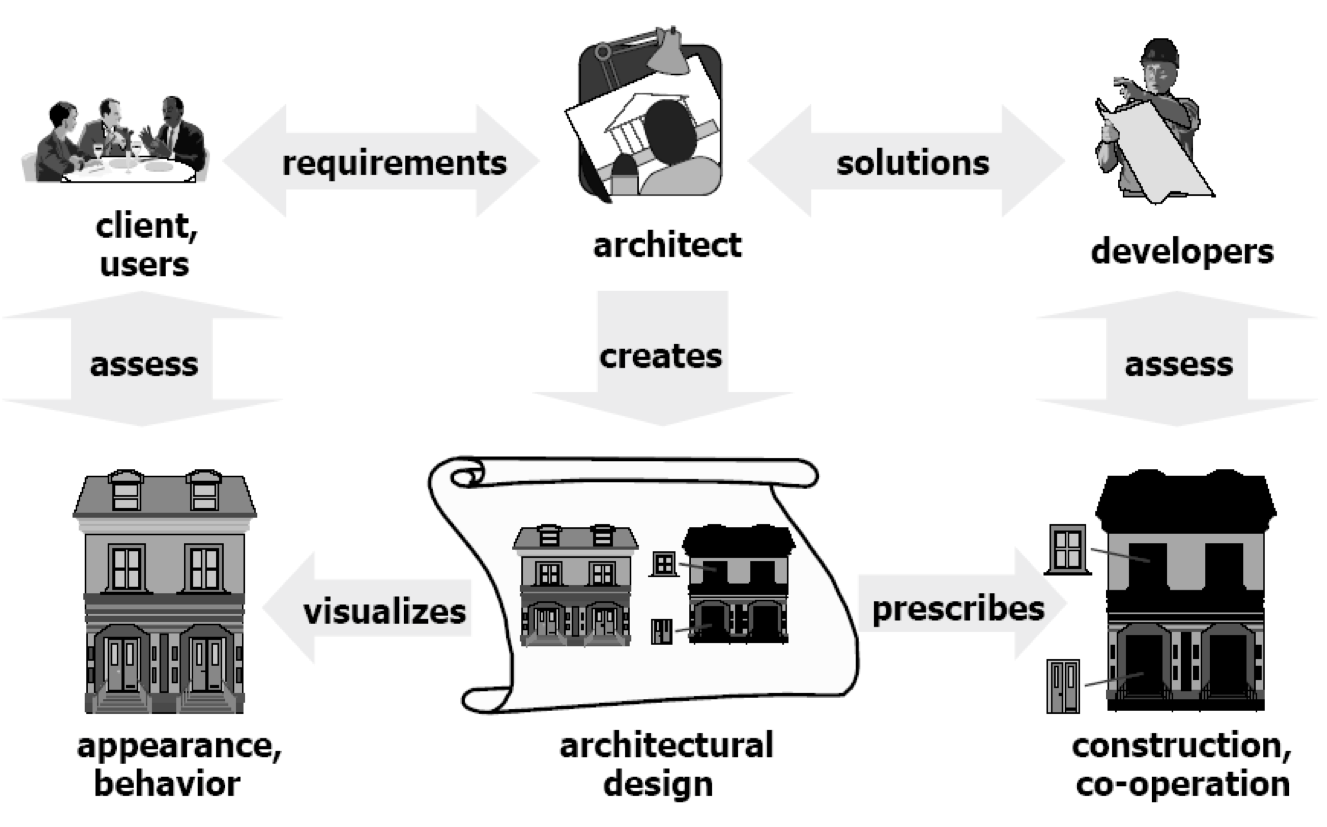 requirements
solutions
client,
users
architect
developers
assess
creates
assess
visualizes
prescribes
appearance,
behavior
architectural
design
construction,
co-operation